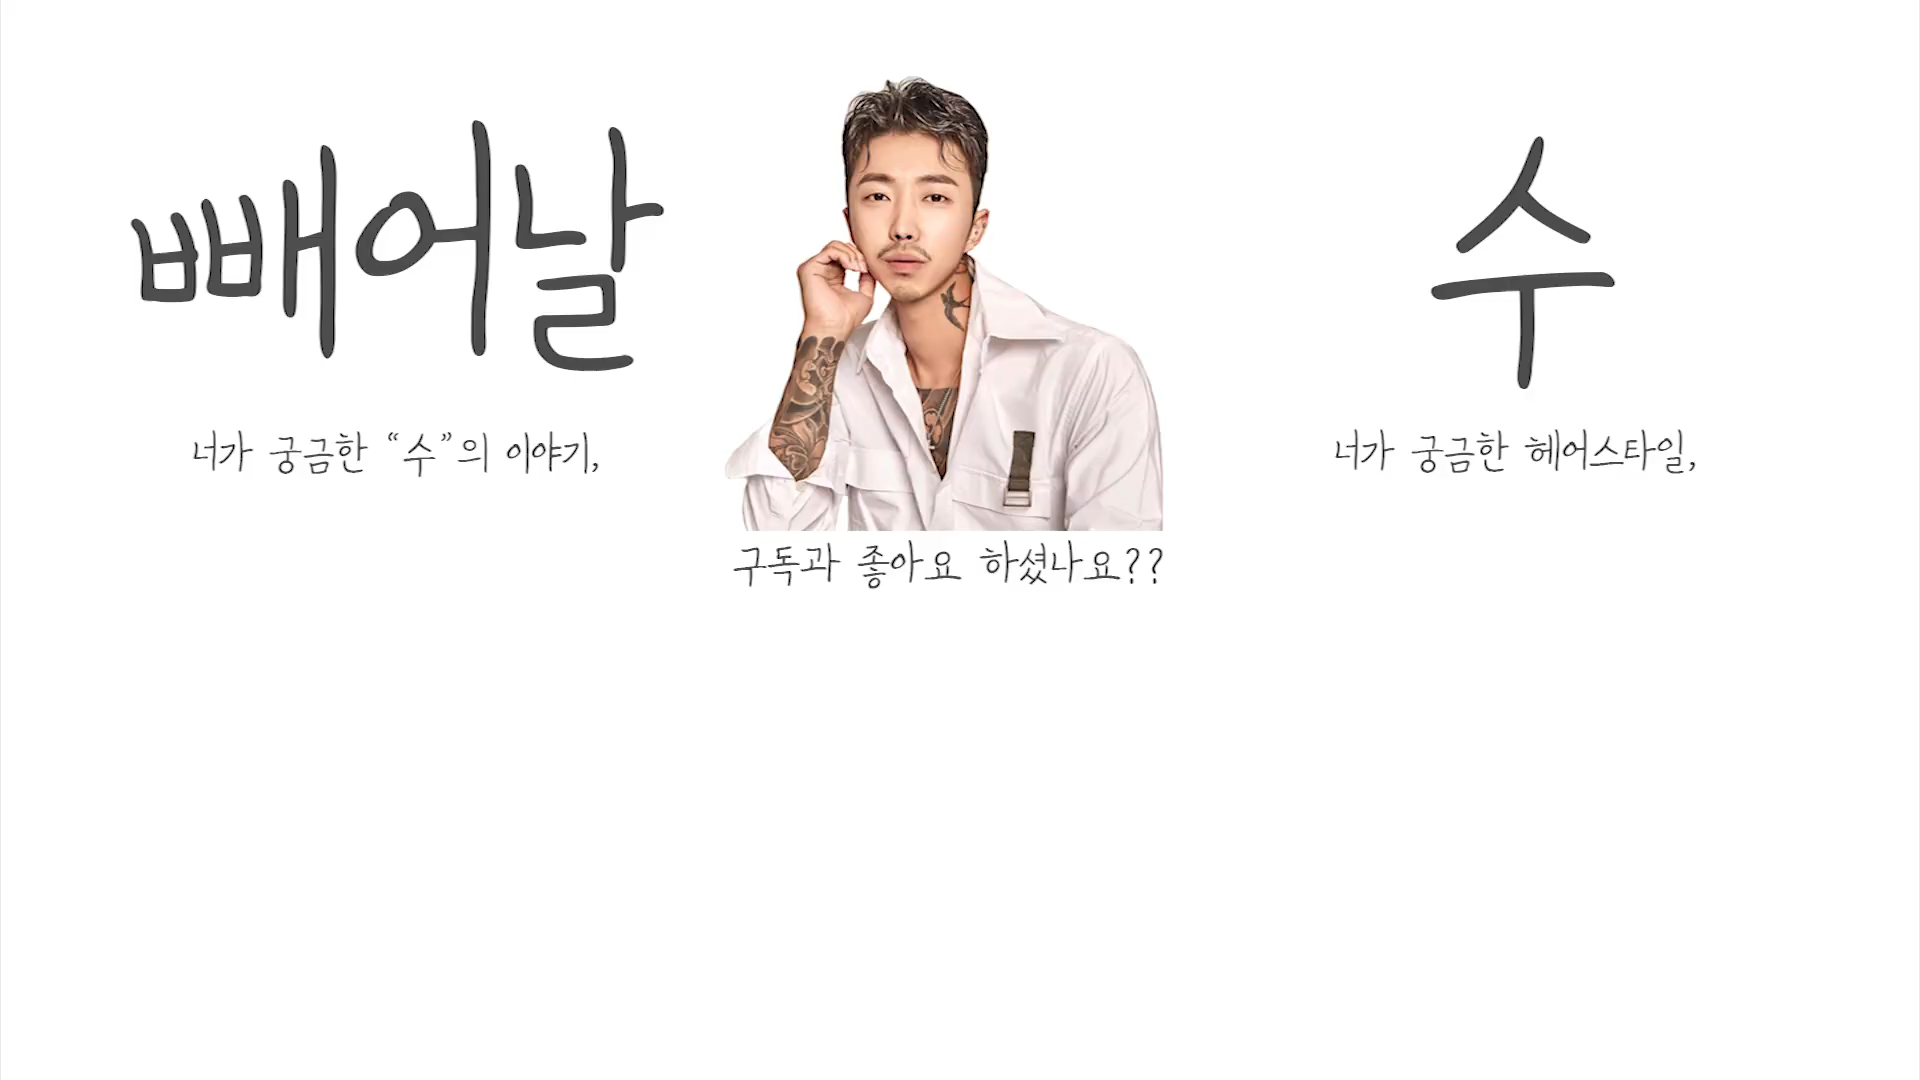 빼어날 수
너가 궁금한 “수”의 이야기,
너가 궁금한 헤어스타일,
구독과 좋아요 하셨나요??